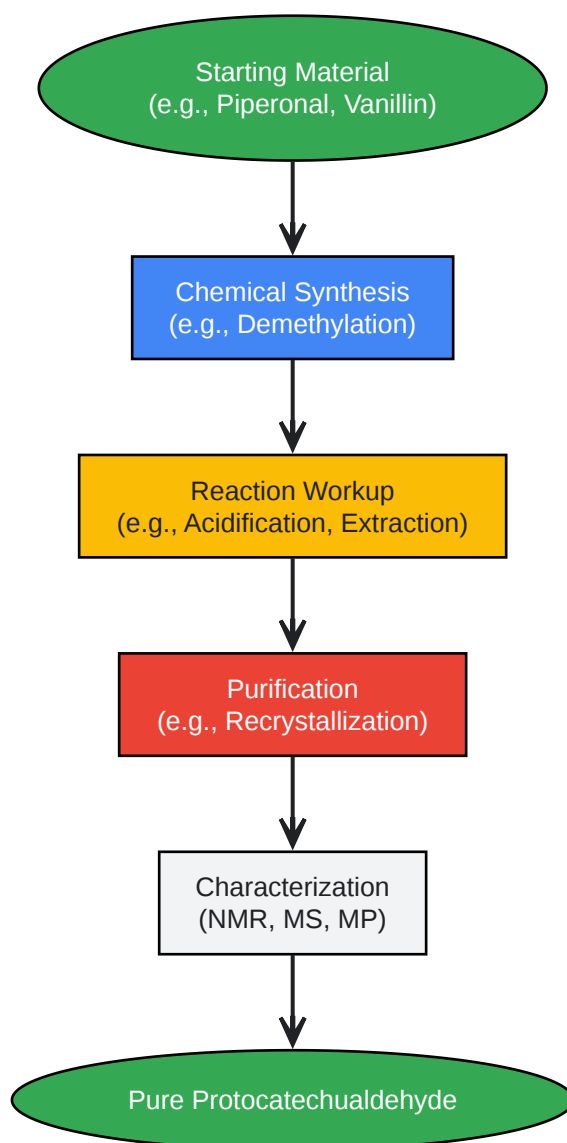 Starting Material
(e.g., Piperonal, Vanillin)
Chemical Synthesis
(e.g., Demethylation)
Reaction Workup
(e.g., Acidification, Extraction)
Purification
(e.g., Recrystallization)
Characterization
(NMR, MS, MP)
Pure Protocatechualdehyde